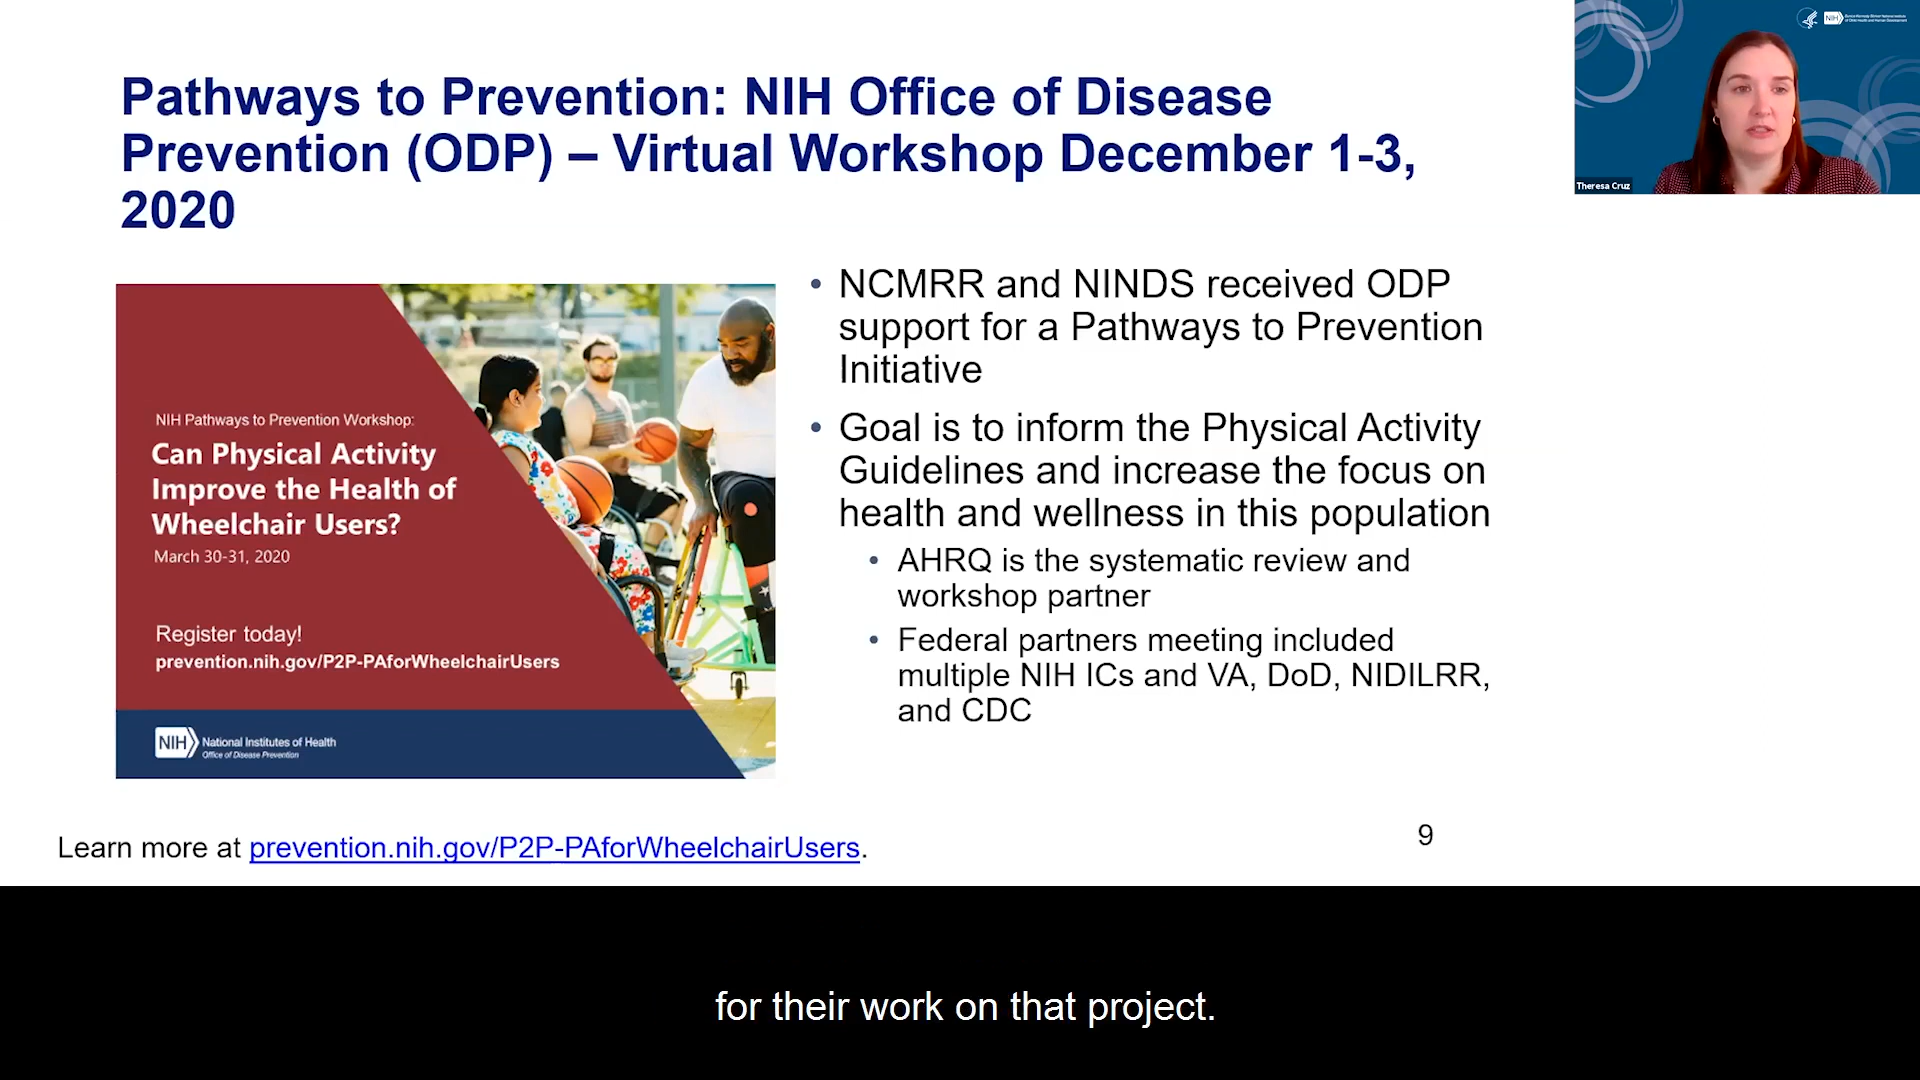 Pathways to Prevention: NIH Office of Disease
Prevention (ODP) – Virtual Workshop December 1-3,
2020
NIH
Theresa Cruz
NIH Pathways to Prevention Workshop:
Can Physical Activity
Improve the Health of
Wheelchair Users?
March 30-31, 2020
Register today!
prevention.nih.gov/P2P-PAforWheelchairUsers
NIH National Institutes of Health
Office of Disease Prevention
• NCMRR and NINDS received ODP
support for a Pathways to Prevention
Initiative
• Goal is to inform the Physical Activity
Guidelines and increase the focus on
health and wellness in this population
• AHRQ is the systematic review and
workshop partner
• Federal partners meeting included
multiple NIH ICs and VA, DoD, NIDILRR,
and CDC
Learn more at prevention.nih.gov/P2P-PAforWheelchairUsers.
9
for their work on that project.